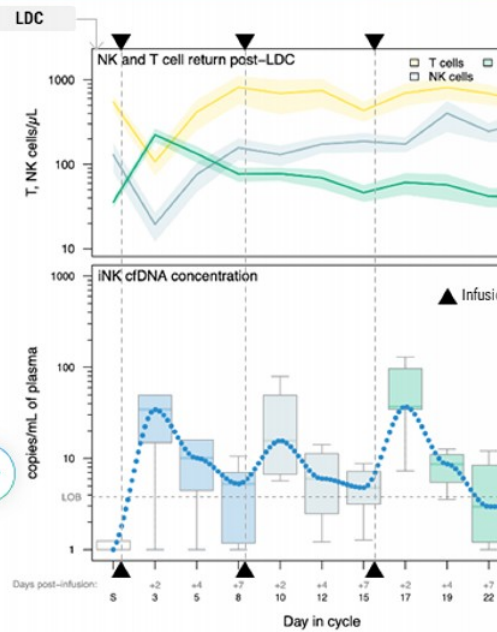 LDC
NK and T cell return post-LDC
T cells
NK cells
1000
100
10
T, NK cells/μL
iNK cfDNA concentration
1000
100
10
LOB
1
copies/mL of plasma
Days post-infusion: +2 +4 +7 +2 +4 +7 +2 +4 +7
S 3 5 8 10 12 15 17 19 22
Day in cycle